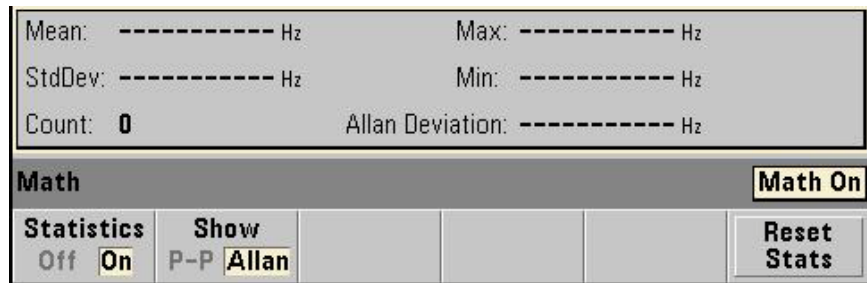 Mean: ----------- Hz Max: ----------- Hz
StdDev: ----------- Hz Min: ----------- Hz
Count: 0 Allan Deviation: ----------- Hz
Math Math On
Statistics Show Reset
Off On P-P Allan Stats